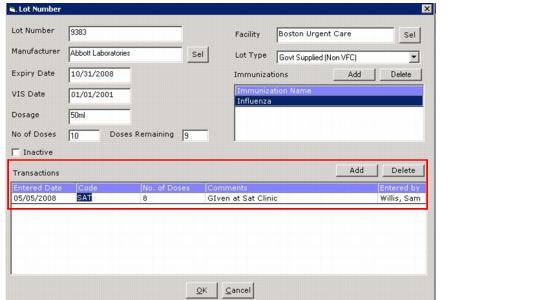 Lot Number
Lot Number 9383
Facility Boston Urgent Care Sel
Manufacturer Abbott Laboratories Sel
Lot Type Govt Supplied (Non VFC)
Expiry Date 10/31/2008
Immunizations Add Delete
VIS Date 01/01/2001
Immunization Name
Influenza
Dosage 50ml
No of Doses 10 Doses Remaining 9
Inactive
Transactions Add Delete
Entered Date Code No. of Doses Comments Entered by
05/05/2008 SAT 8 GIven at Sat Clinic Willis, Sam
OK Cancel